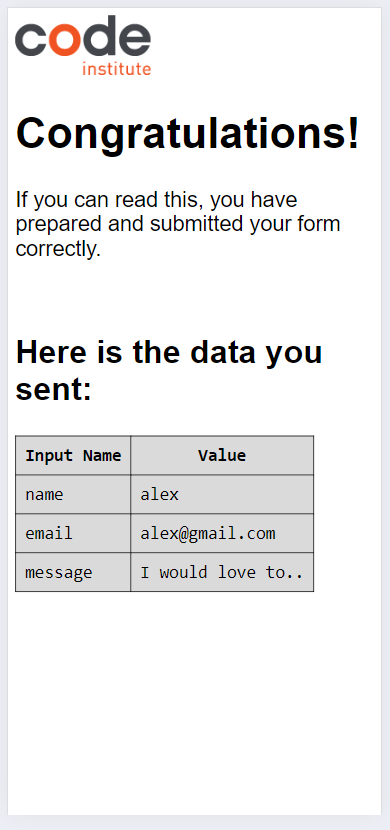 code
institute
Congratulations!
If you can read this, you have
prepared and submitted your form
correctly.
Here is the data you
sent:
Input Name Value
name alex
email alex@gmail.com
message I would love to..